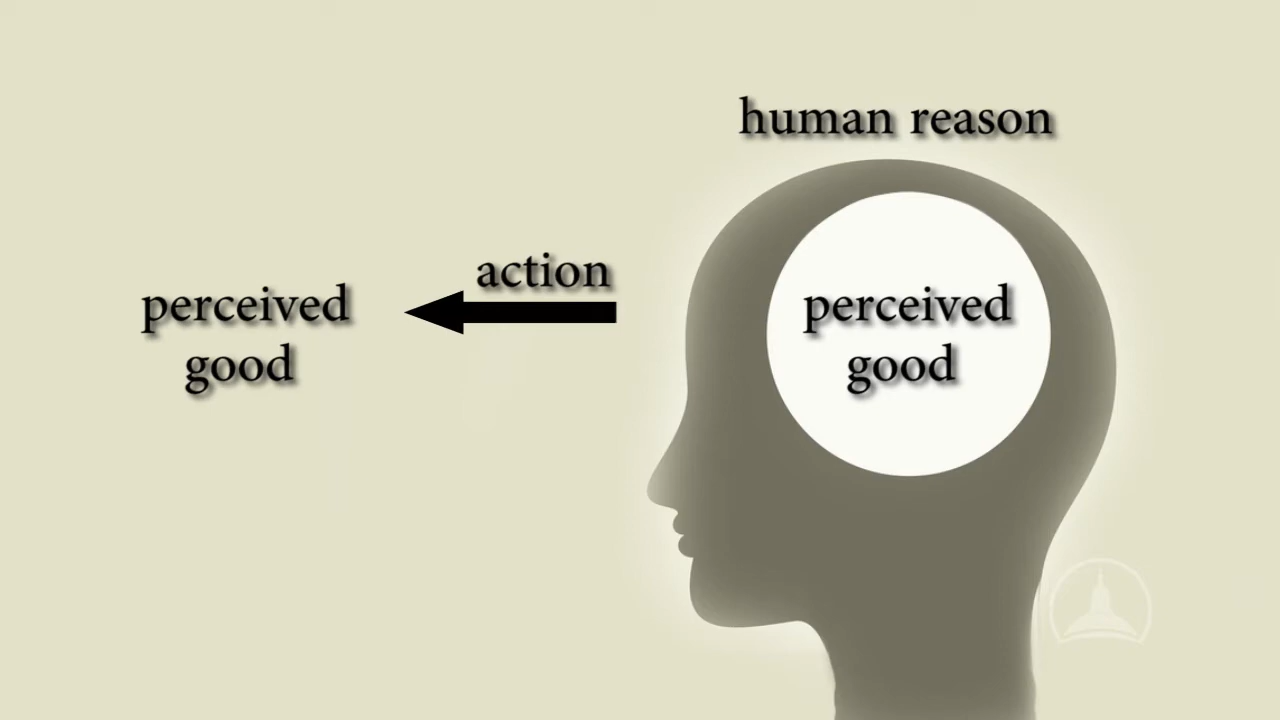 human reason
action
perceived
good
perceived
good